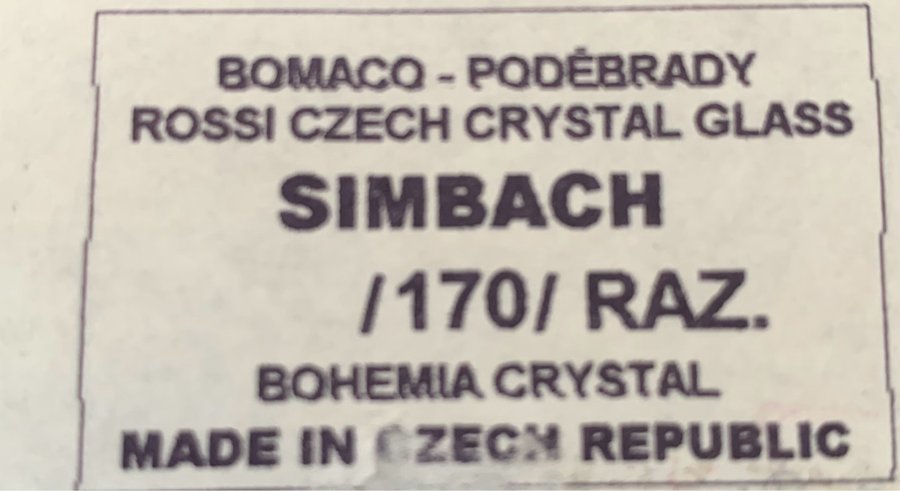 BOMACO - PODĚBRADY
ROSSI CZECH CRYSTAL GLASS
SIMBACH
/170/ RAZ.
BOHEMIA CRYSTAL
MADE IN CZECH REPUBLIC